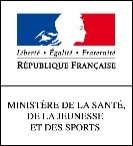 Liberté • Égalité • Fraternité
RÉPUBLIQUE FRANÇAISE
MINISTÈRE DE LA SANTÉ,
DE LA JEUNESSE
ET DES SPORTS